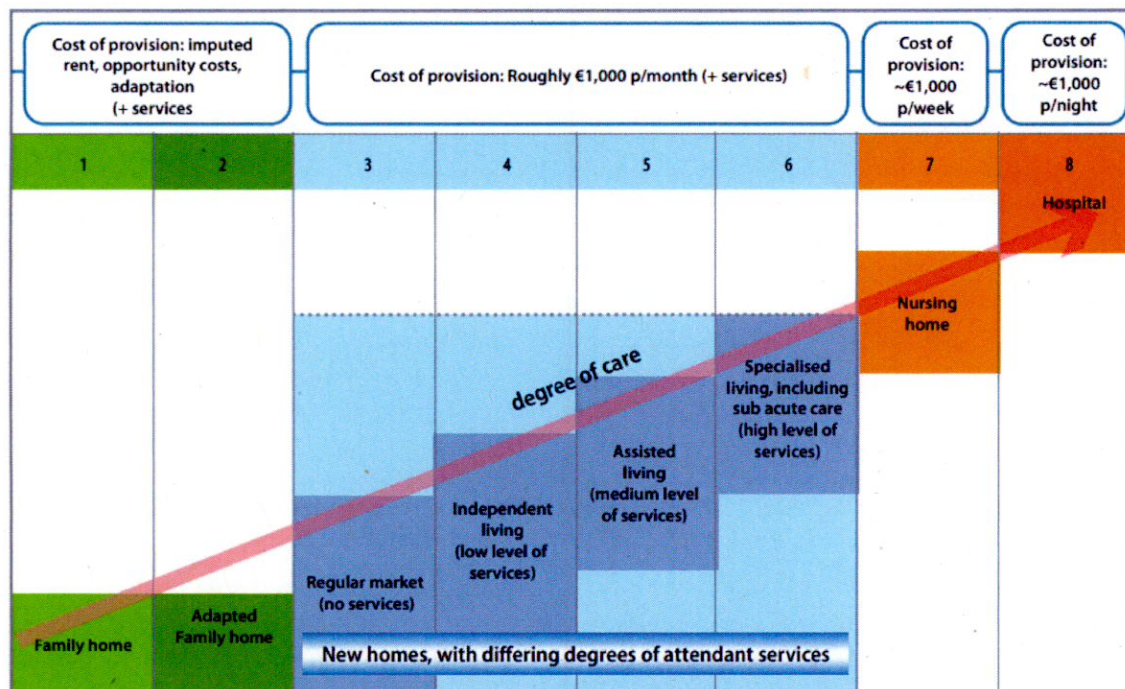 Cost of provision: imputed
rent, opportunity costs,
adaptation
(+ services
Cost of provision: Roughly €1,000 p/month (+ services)
Cost of
provision:
~€1,000
p/week
Cost of
provision:
~€1,000
p/night
1
2
3
4
5
6
7
8
Hospital
Nursing
home
degree of care
Specialised
living, including
sub acute care
(high level of
services)
Assisted
living
(medium level
of services)
Independent
living
(low level of
services)
Regular market
(no services)
Adapted
Family home
Family home
New homes, with differing degrees of attendant services